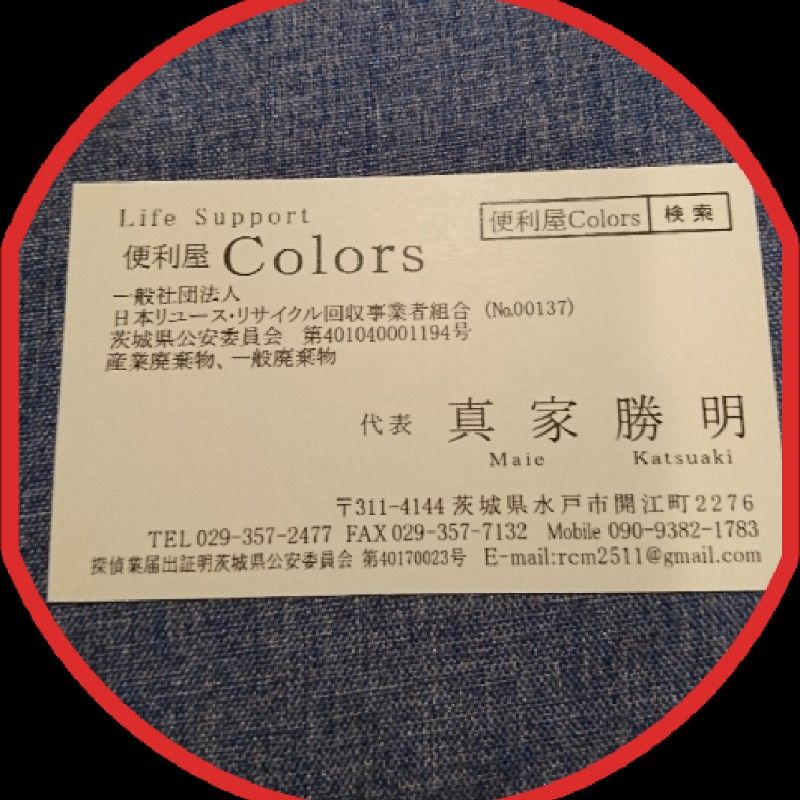 Life Support
便利屋Colors 検索
便利屋 Colors
一般社団法人
日本リユース・リサイクル回収事業者組合 (No.00137)
茨城県公安委員会 第401040001194号
産業廃棄物、一般廃棄物
代表 真家勝明
Maie Katsuaki
〒311-4144 茨城県水戸市開江町2276
TEL 029-357-2477 FAX 029-357-7132 Mobile 090-9382-1783
探偵業届出証明茨城県公安委員会 第40170023号 E-mail:rcm2511@gmail.com